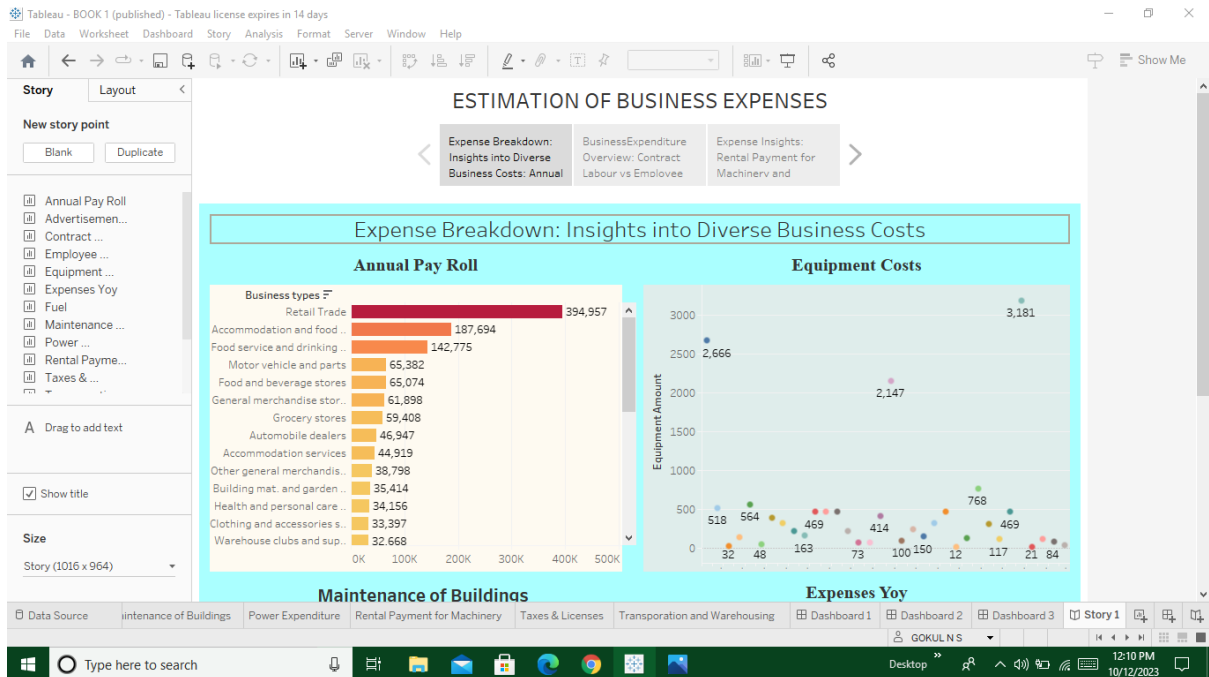 Tableau - BOOK 1 (published) - Tableau license expires in 14 days
File Data Worksheet Dashboard Story Analysis Format Server Window Help
Show Me
Story Layout
New story point
Blank Duplicate
Annual Pay Roll
Advertisemen...
Contract ...
Employee ...
Equipment ...
Expenses Yoy
Fuel
Maintenance ...
Power ...
Rental Payme...
Taxes & ...
A Drag to add text
Show title
Size
Story (1016 x 964)
ESTIMATION OF BUSINESS EXPENSES
Expense Breakdown:
Insights into Diverse
Business Costs: Annual
BusinessExpenditure
Overview: Contract
Labour vs Employee
Expense Insights:
Rental Payment for
Machinery and
Expense Breakdown: Insights into Diverse Business Costs
Annual Pay Roll
Business types
Retail Trade 394,957
Accommodation and food .. 187,694
Food service and drinking .. 142,775
Motor vehicle and parts 65,382
Food and beverage stores 65,074
General merchandise stor.. 61,898
Grocery stores 59,408
Automobile dealers 46,947
Accommodation services 44,919
Other general merchandis.. 38,798
Building mat. and garden .. 35,414
Health and personal care .. 34,156
Clothing and accessories s.. 33,397
Warehouse clubs and sup.. 32,668
0K 100K 200K 300K 400K 500K
Equipment Costs
Equipment Amount
3000
2500
2000
1500
1000
500
0
3,181
2,666
2,147
768
518 564 469 414 469
32 48 163 73 100 150 12 117 21 84
Maintenance of Buildings
Expenses Yoy
Data Source intenance of Buildings Power Expenditure Rental Payment for Machinery Taxes & Licenses Transporation and Warehousing Dashboard 1 Dashboard 2 Dashboard 3 Story 1
GOKUL N S
Type here to search
Desktop
12:10 PM
10/12/2023